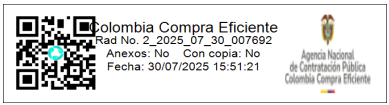 Colombia Compra Eficiente
Rad No. 2_2025_07_30_007692
Anexos: No Con copia: No
Fecha: 30/07/2025 15:51:21
Agencia Nacional
de Contratación Pública
Colombia Compra Eficiente